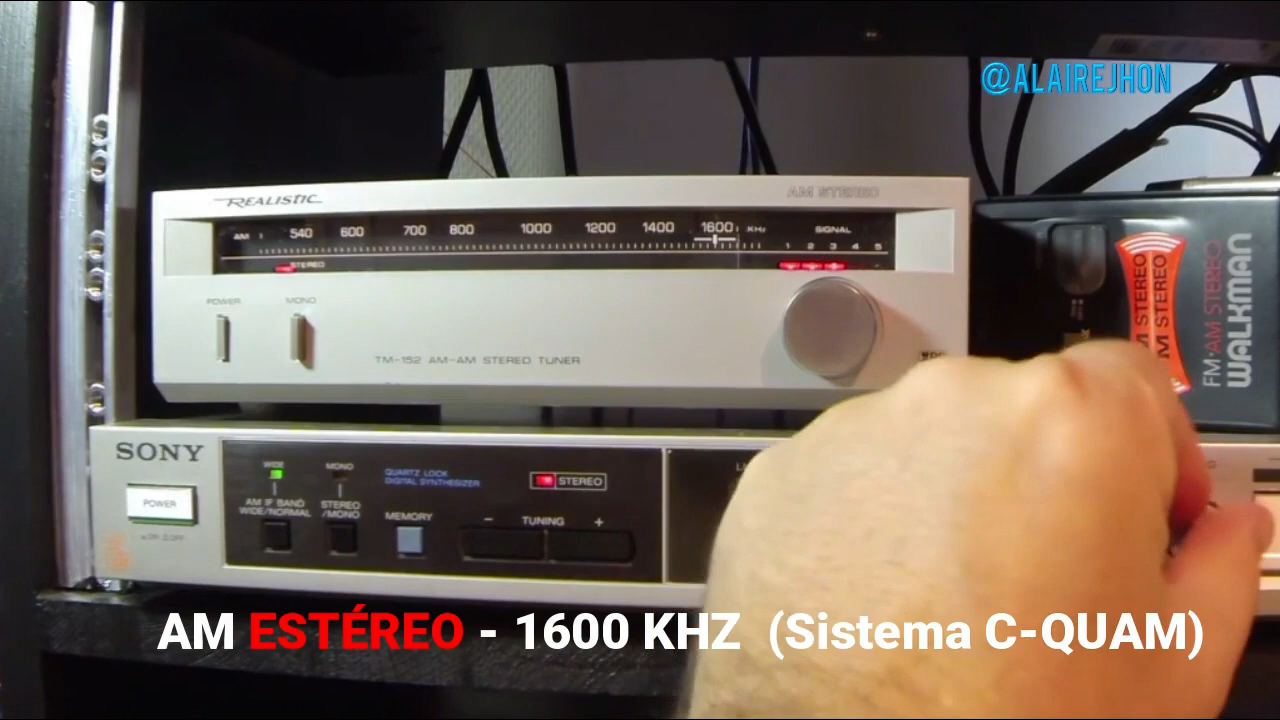 @ALAIREJHON
REALISTIC
AM STEREO
AM 540 600 700 800 1000 1200 1400 1600 KHz
SIGNAL
1 2 3 4 5
STEREO
POWER MONO
TM-152 AM-AM STEREO TUNER
STEREO
STEREO
FM·AM STEREO
WALKMAN
SONY
POWER
WIDE
MONO
QUARTZ LOCK
DIGITAL SYNTHESIZER
STEREO
AM IF BAND
WIDE/NORMAL
STEREO
/MONO
MEMORY
− TUNING +
AM ESTÉREO - 1600 KHZ (Sistema C-QUAM)